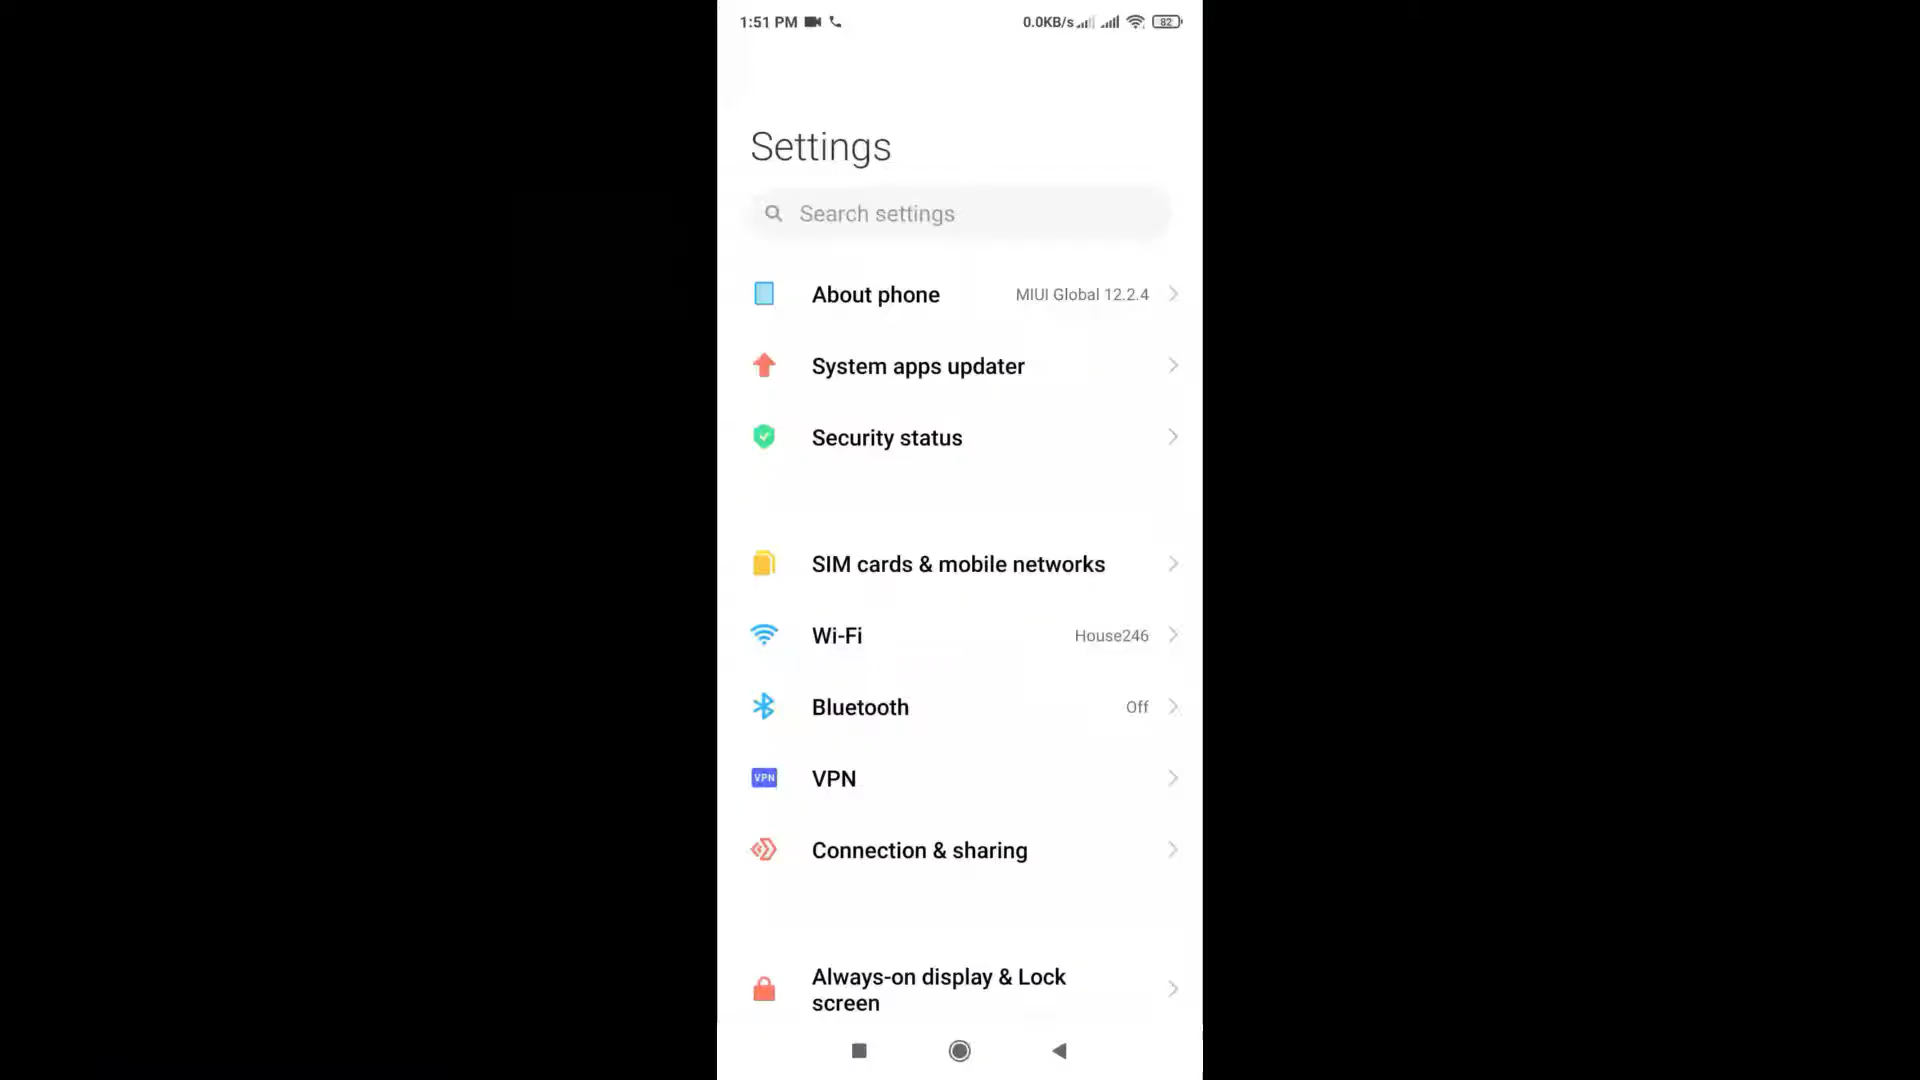 1:51 PM 0.0KB/s 82
Settings
Search settings
About phone MIUI Global 12.2.4
System apps updater
Security status
SIM cards & mobile networks
Wi-Fi House246
Bluetooth Off
VPN VPN
Connection & sharing
Always-on display & Lock
screen